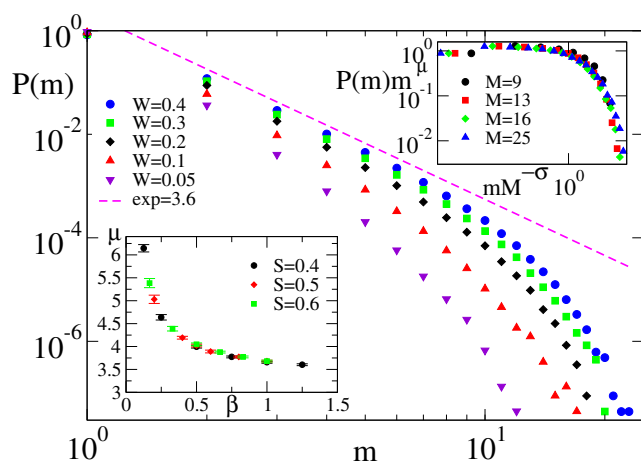 P(m)
10^0
10^-2
10^-4
10^-6
W=0.4
W=0.3
W=0.2
W=0.1
W=0.05
exp=3.6
P(m)m^μ
10^0
10^-1
10^-2
M=9
M=13
M=16
M=25
mM^-σ
10^0
μ
6
5.5
5
4.5
4
3.5
3
S=0.4
S=0.5
S=0.6
0 0.5 1 1.5
β
10^0 m 10^1